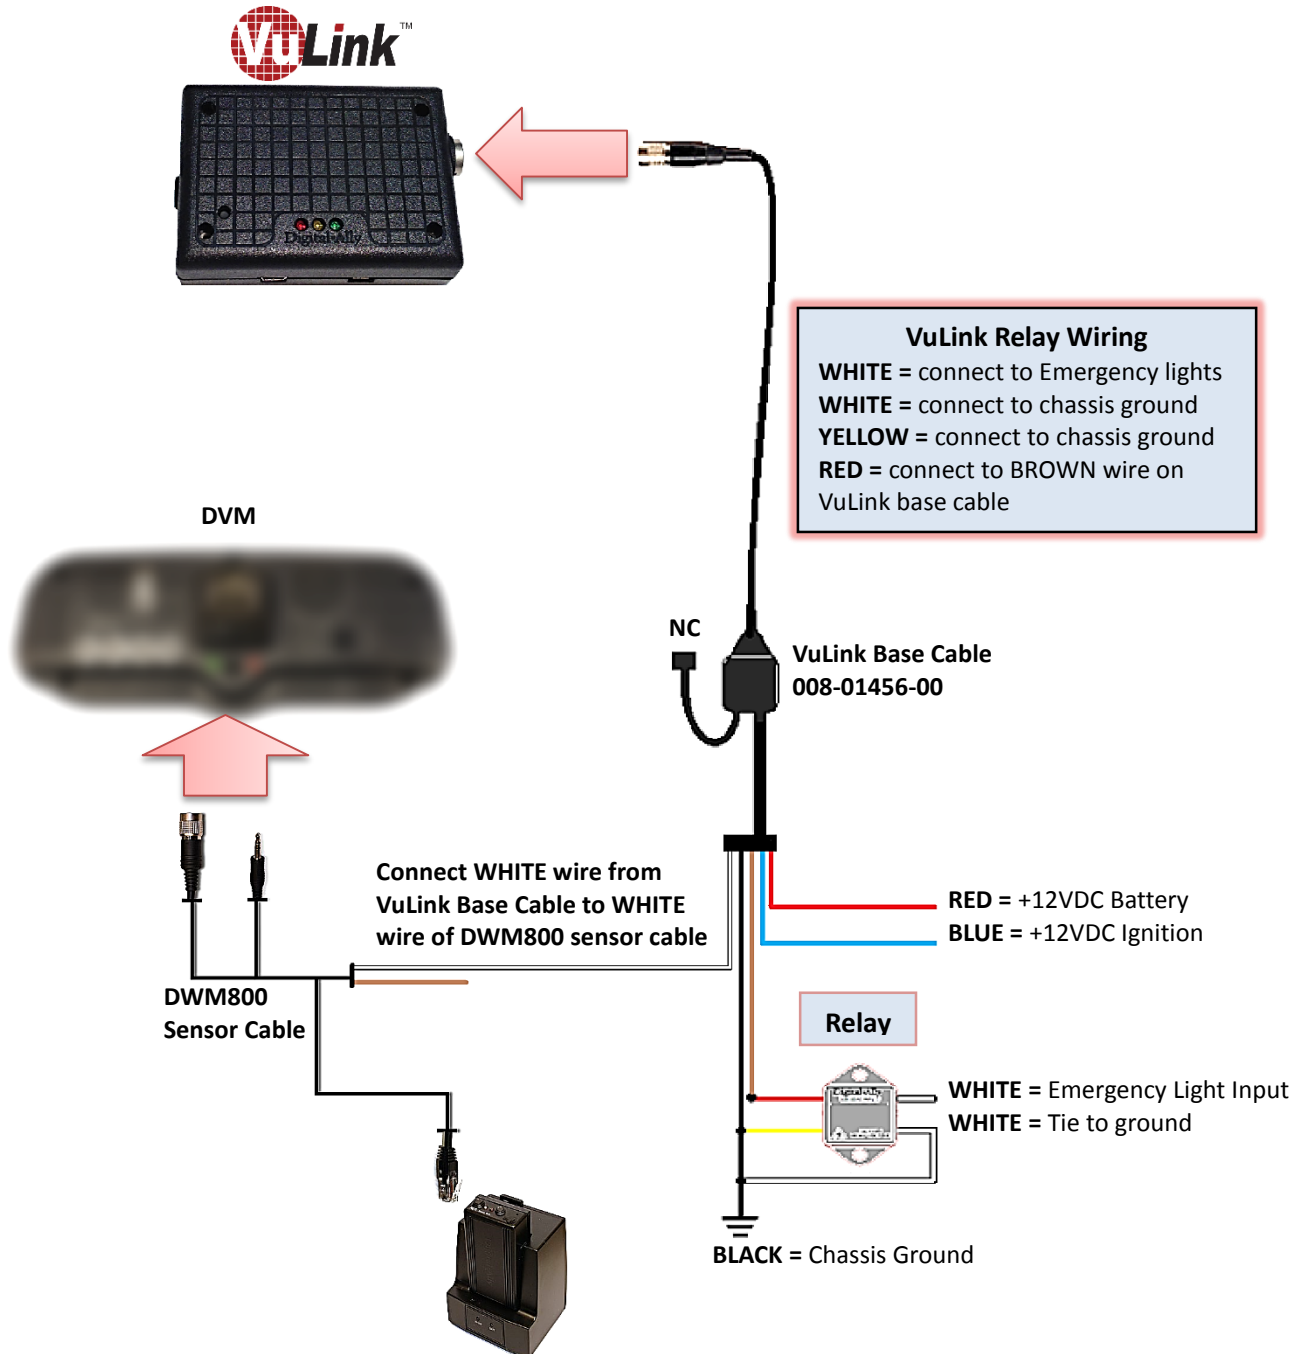 VuLink™
Digital-Ally
VuLink Relay Wiring
WHITE = connect to Emergency lights
WHITE = connect to chassis ground
YELLOW = connect to chassis ground
RED = connect to BROWN wire on
VuLink base cable
DVM
NC
VuLink Base Cable
008-01456-00
Connect WHITE wire from
VuLink Base Cable to WHITE
wire of DWM800 sensor cable
RED = +12VDC Battery
BLUE = +12VDC Ignition
DWM800
Sensor Cable
Relay
WHITE = Emergency Light Input
WHITE = Tie to ground
BLACK = Chassis Ground